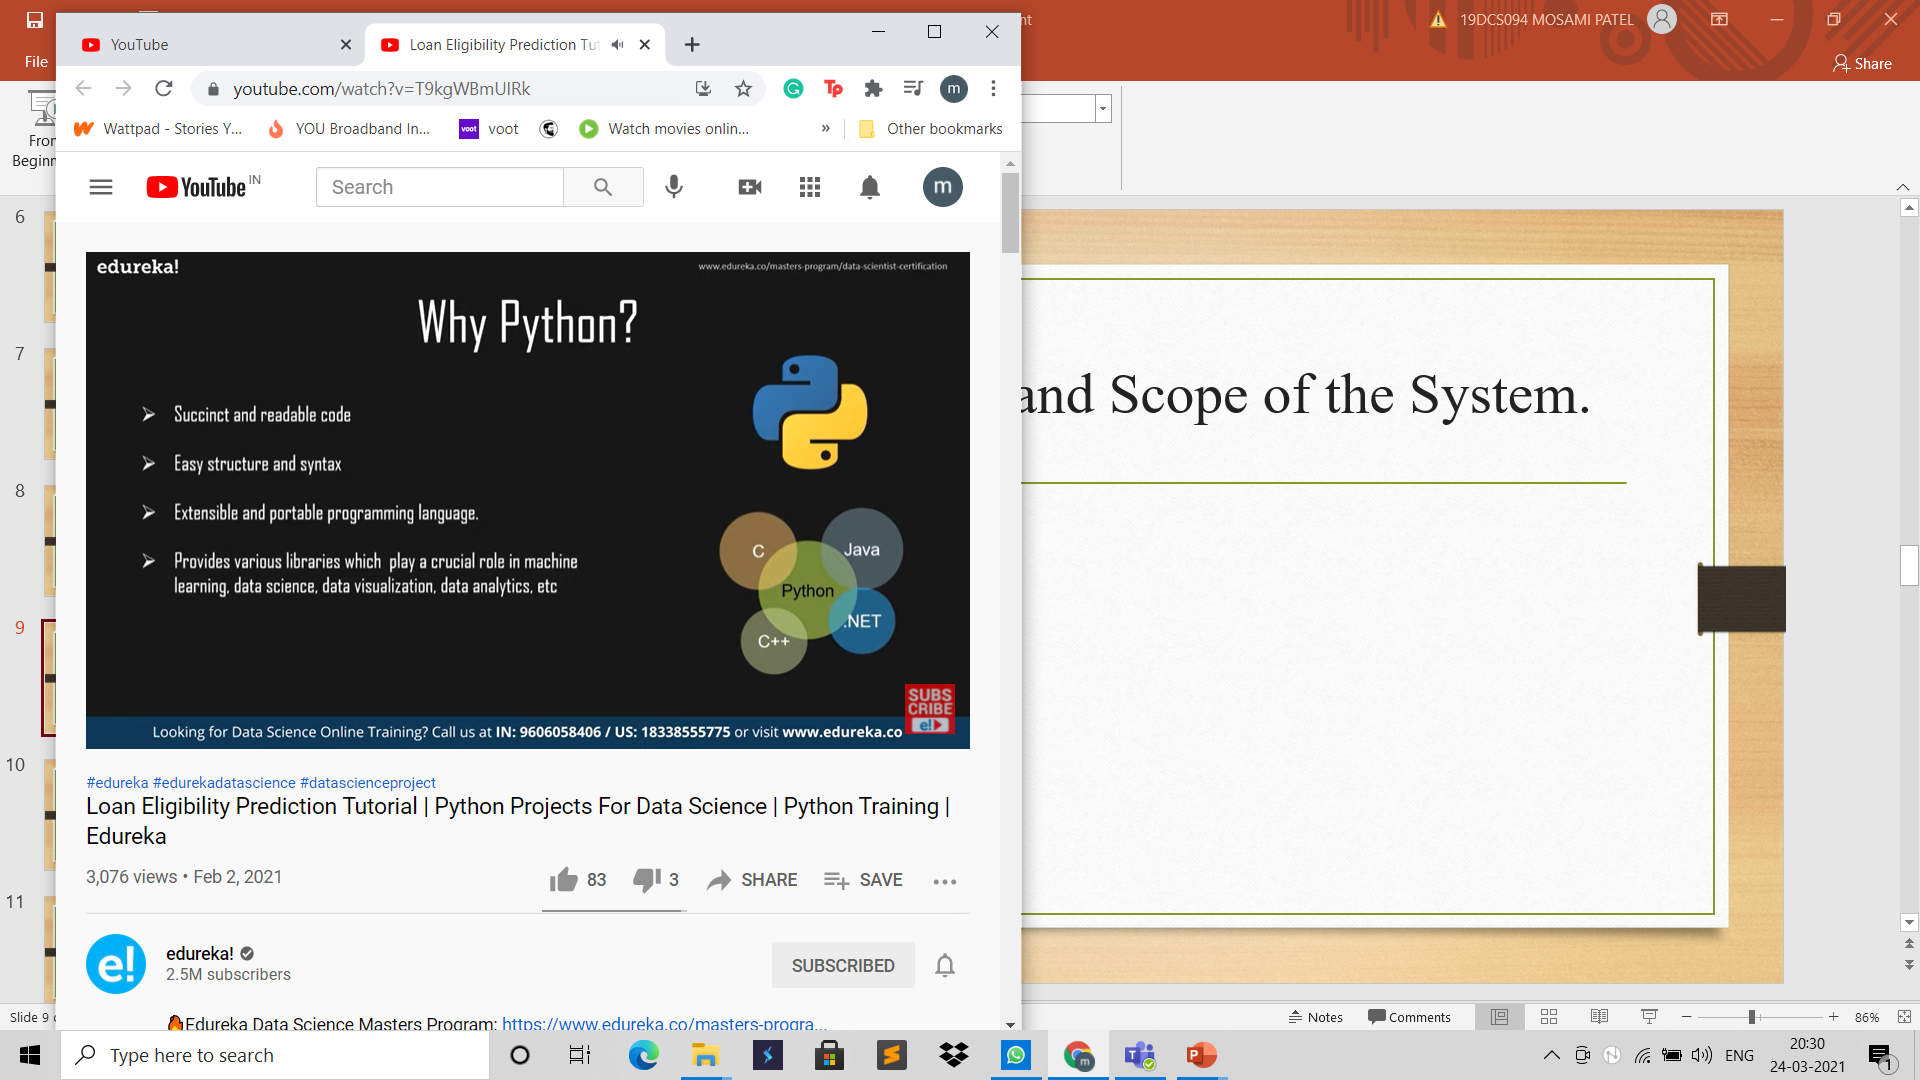 nt
19DCS094 MOSAMI PATEL
File
Share
YouTube
Loan Eligibility Prediction Tut
youtube.com/watch?v=T9kgWBmUlRk
Tp
m
Wattpad - Stories Y...
YOU Broadband In...
voot
voot
Watch movies onlin...
»
Other bookmarks
From
Beginn
YouTube IN
Search
m
edureka!
www.edureka.co/masters-program/data-scientist-certification
Why Python?
Succinct and readable code
Easy structure and syntax
Extensible and portable programming language.
Provides various libraries which play a crucial role in machine
learning, data science, data visualization, data analytics, etc
C
Java
Python
.NET
C++
SUBS
CRIBE
e!
Looking for Data Science Online Training? Call us at IN: 9606058406 / US: 18338555775 or visit www.edureka.co
#edureka #edurekadatascience #datascienceproject
Loan Eligibility Prediction Tutorial | Python Projects For Data Science | Python Training |
Edureka
3,076 views • Feb 2, 2021
83
3
SHARE
SAVE
e!
edureka!
2.5M subscribers
SUBSCRIBED
Edureka Data Science Masters Program: https://www.edureka.co/masters-progra...
6
7
8
9
10
11
and Scope of the System.
Slide 9
Notes
Comments
86%
Type here to search
m
T
P
ENG
20:30
24-03-2021
1